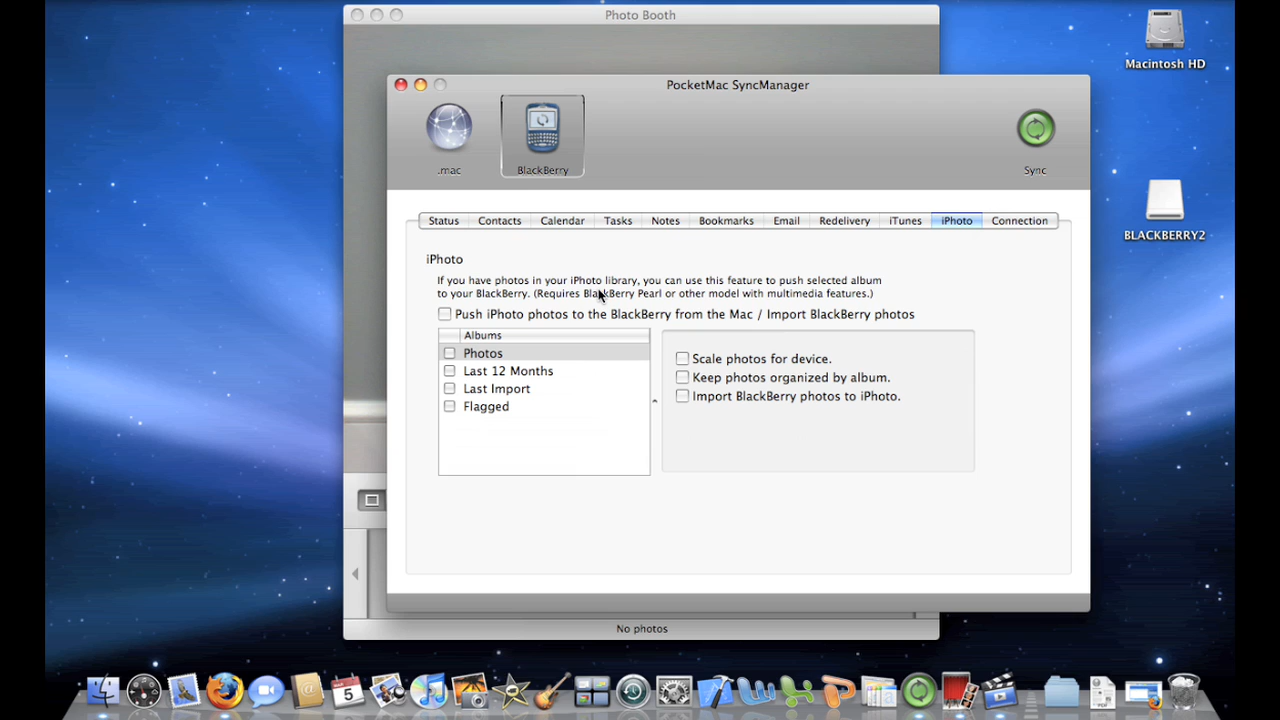 Photo Booth
Macintosh HD
PocketMac SyncManager
.mac
BlackBerry
Sync
BLACKBERRY2
Status Contacts Calendar Tasks Notes Bookmarks Email Redelivery iTunes iPhoto Connection
iPhoto
If you have photos in your iPhoto library, you can use this feature to push selected album
to your BlackBerry. (Requires BlackBerry Pearl or other model with multimedia features.)
Push iPhoto photos to the BlackBerry from the Mac / Import BlackBerry photos
Albums
Photos
Last 12 Months
Last Import
Flagged
Scale photos for device.
Keep photos organized by album.
Import BlackBerry photos to iPhoto.
No photos
5